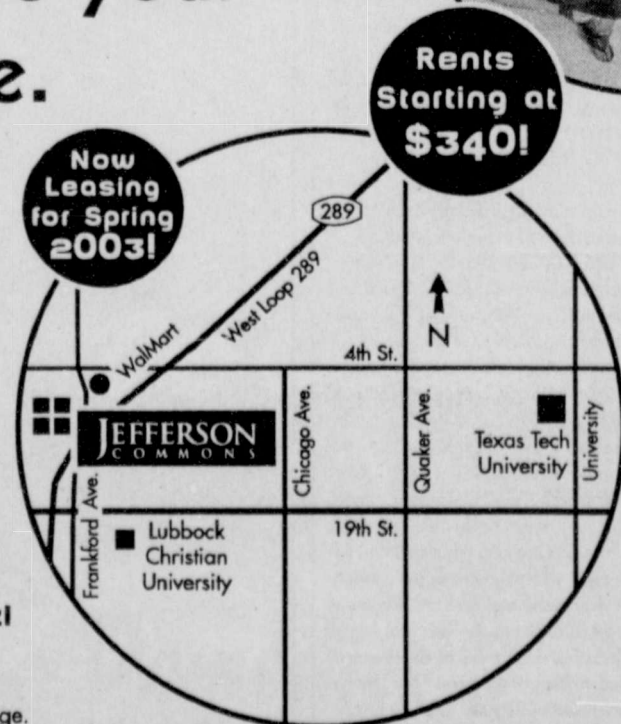 e.
Rents
Starting at
$340!
Now
Leasing
for Spring
2003!
289
West Loop 289
WalMart
N
4th St.
JEFFERSON
COMMONS
Chicago Ave.
Quaker Ave.
Texas Tech
University
University
Frankford Ave.
19th St.
Lubbock
Christian
University
ge.